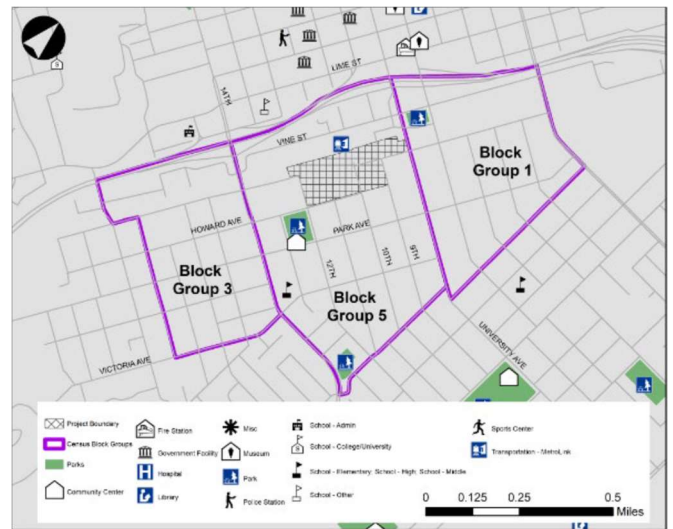 LIME ST
14TH
VINE ST
Block
Group 1
HOWARD AVE
PARK AVE
9TH
10TH
12TH
Block
Group 3
Block
Group 5
UNIVERSITY AVE
VICTORIA AVE
Project Boundary
Census Block Groups
Parks
Community Center
Fire Station
Government Facility
Hospital
Library
Misc
Museum
Park
Police Station
School - Admin
School - College/University
School - Elementary; School - High; School - Middle
School - Other
Sports Center
Transportation - MetroLink
0 0.125 0.25 0.5
Miles